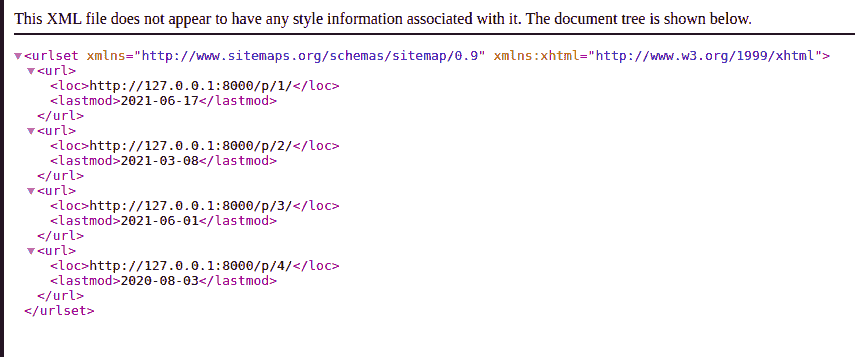 This XML file does not appear to have any style information associated with it. The document tree is shown below.
<urlset xmlns="http://www.sitemaps.org/schemas/sitemap/0.9" xmlns:xhtml="http://www.w3.org/1999/xhtml">
<url>
<loc>http://127.0.0.1:8000/p/1/</loc>
<lastmod>2021-06-17</lastmod>
</url>
<url>
<loc>http://127.0.0.1:8000/p/2/</loc>
<lastmod>2021-03-08</lastmod>
</url>
<url>
<loc>http://127.0.0.1:8000/p/3/</loc>
<lastmod>2021-06-01</lastmod>
</url>
<url>
<loc>http://127.0.0.1:8000/p/4/</loc>
<lastmod>2020-08-03</lastmod>
</url>
</urlset>